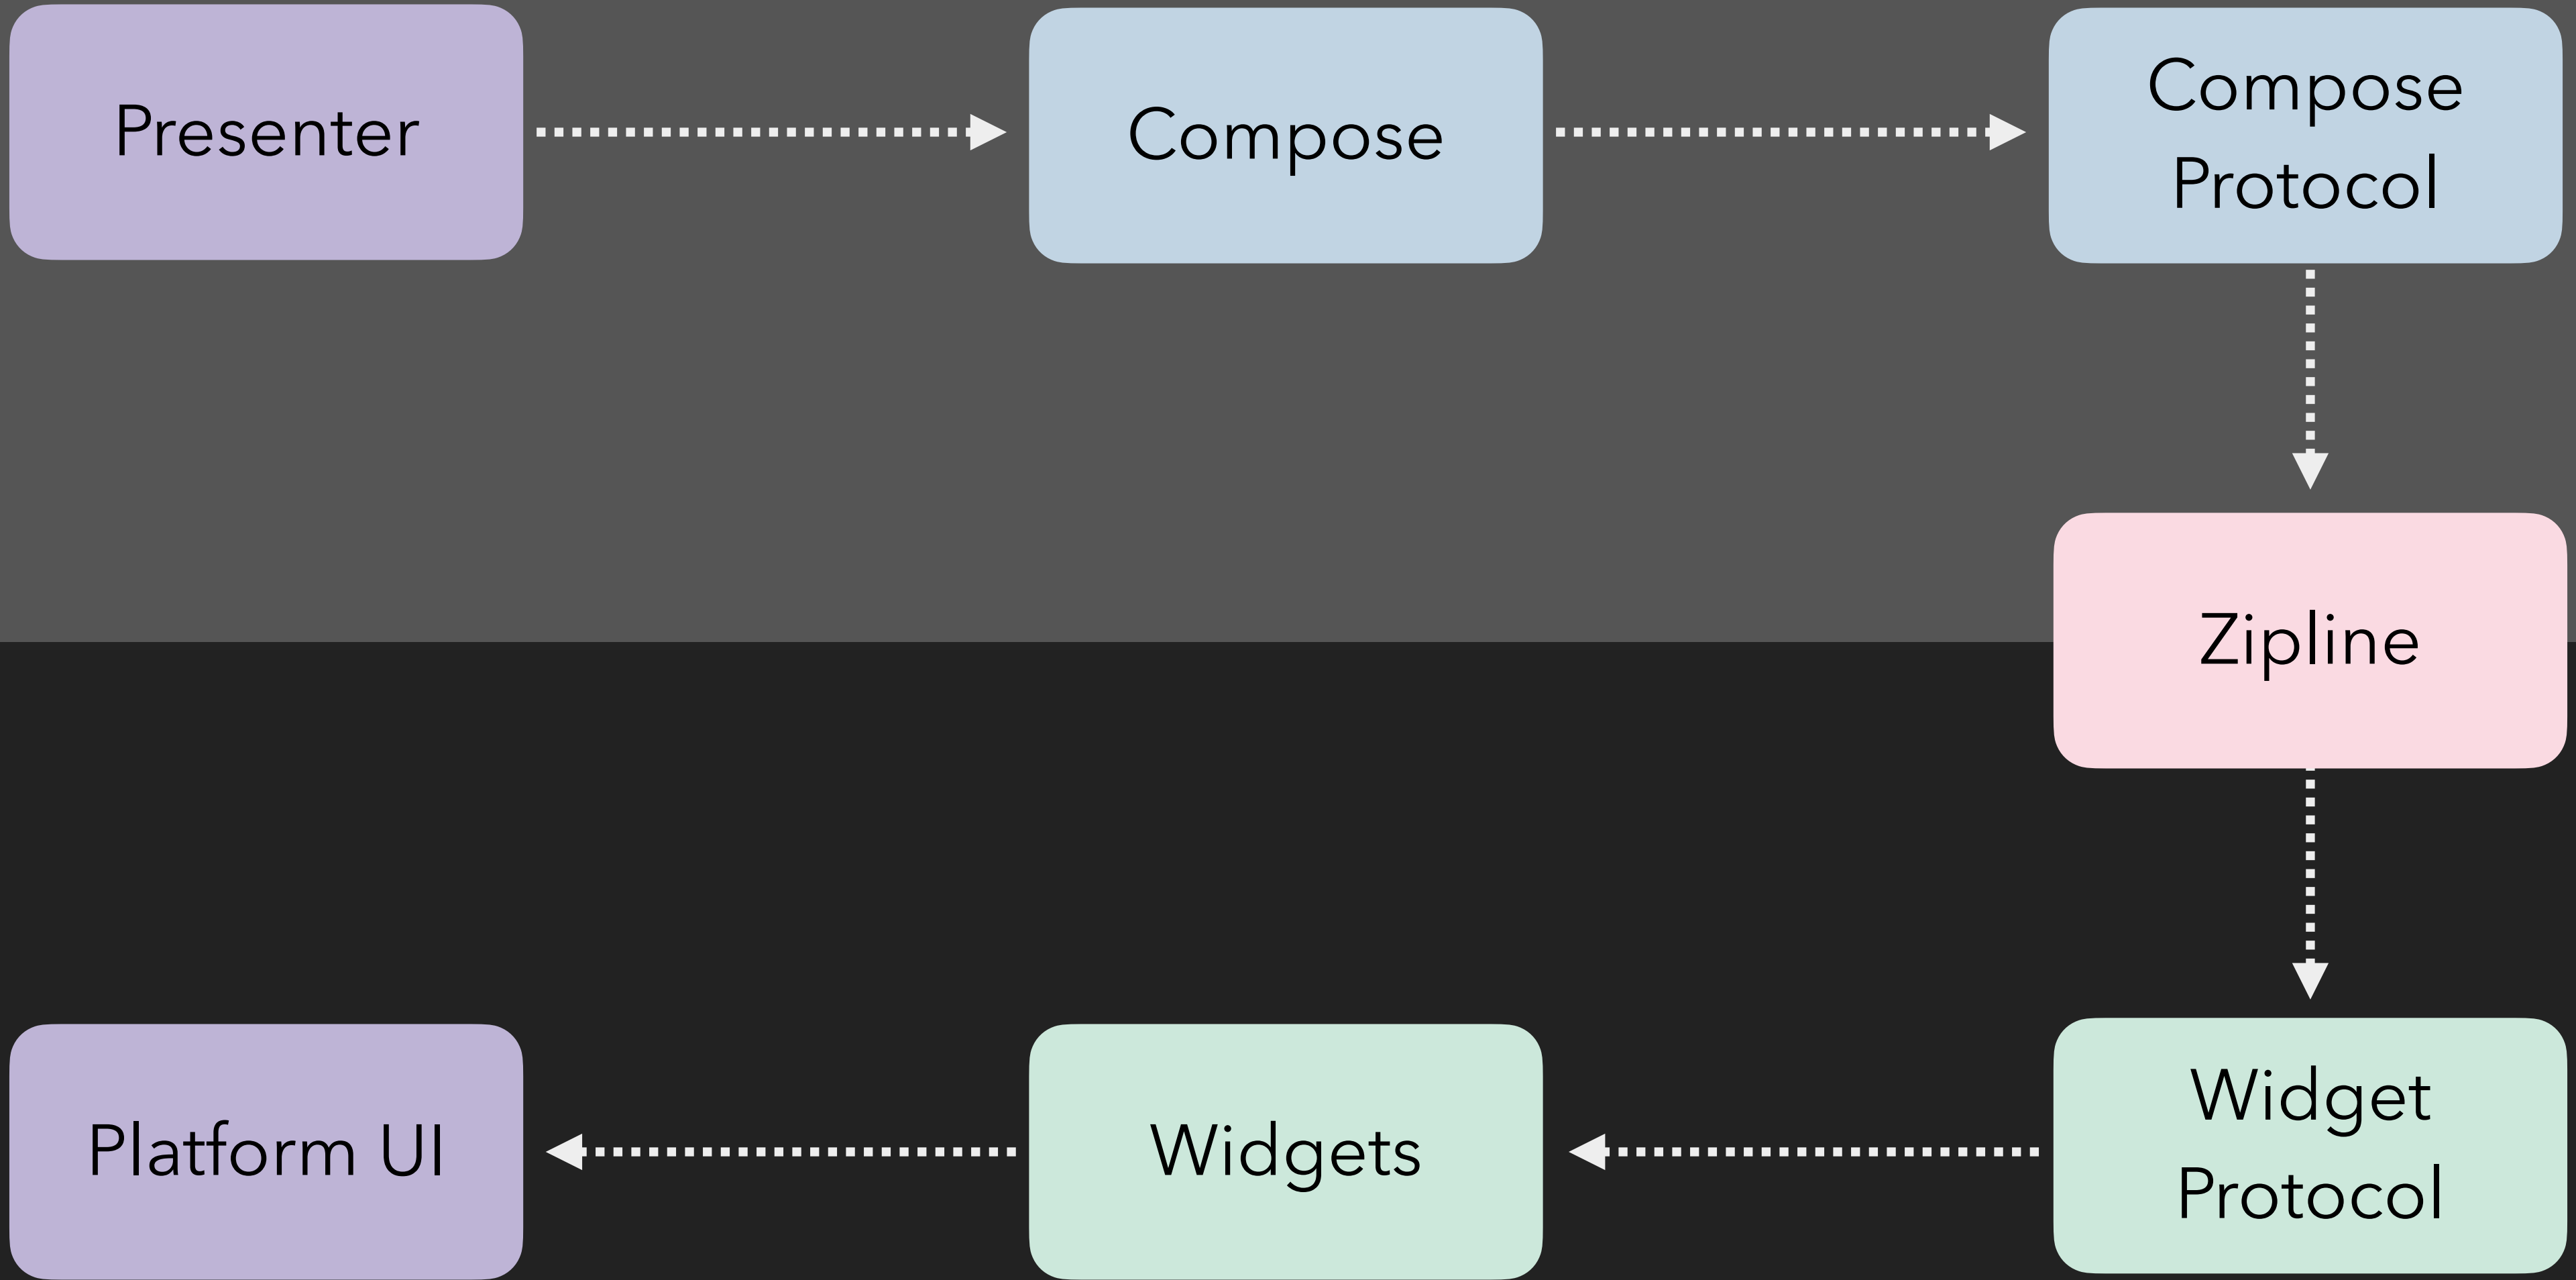 Presenter
Compose
Compose
Protocol
Zipline
Platform UI
Widgets
Widget
Protocol